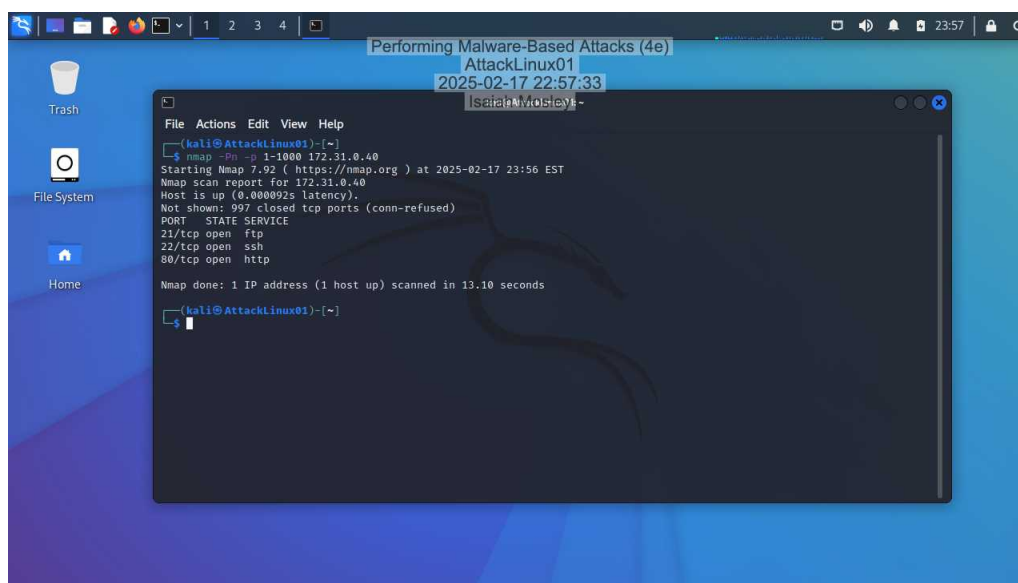 1 2 3 4
23:57
Performing Malware-Based Attacks (4e)
AttackLinux01
2025-02-17 22:57:33
Trash
File System
Home
File Actions Edit View Help
┌──(kali㉿AttackLinux01)-[~]
└─$ nmap -Pn -p 1-1000 172.31.0.40
Starting Nmap 7.92 ( https://nmap.org ) at 2025-02-17 23:56 EST
Nmap scan report for 172.31.0.40
Host is up (0.000092s latency).
Not shown: 997 closed tcp ports (conn-refused)
PORT   STATE SERVICE
21/tcp open  ftp
22/tcp open  ssh
80/tcp open  http
Nmap done: 1 IP address (1 host up) scanned in 13.10 seconds
┌──(kali㉿AttackLinux01)-[~]
└─$